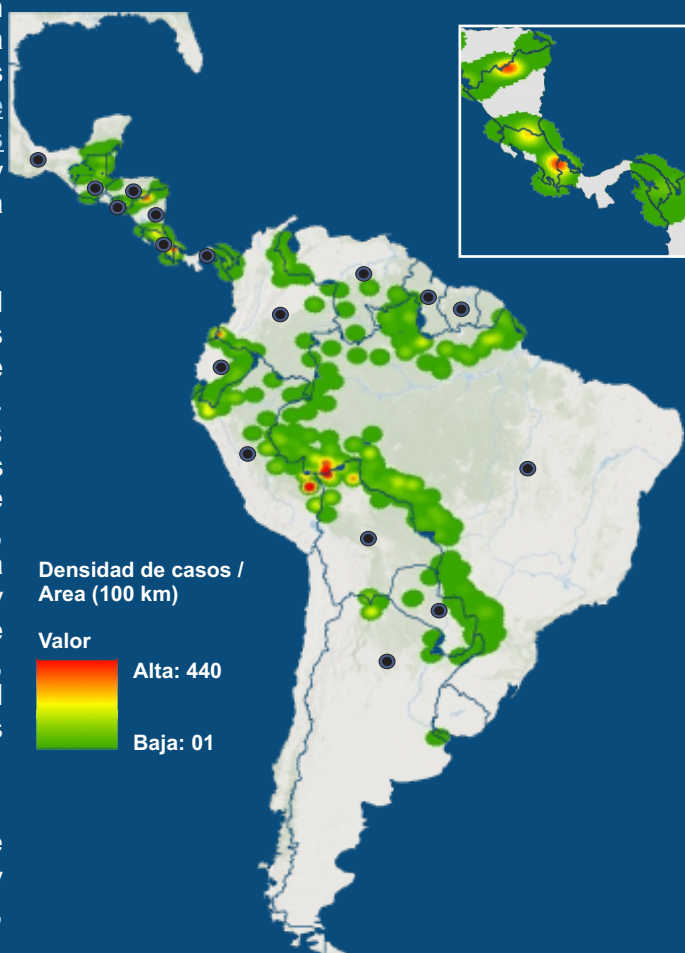 Densidad de casos /
Area (100 km)
Valor
Alta: 440
Baja: 01